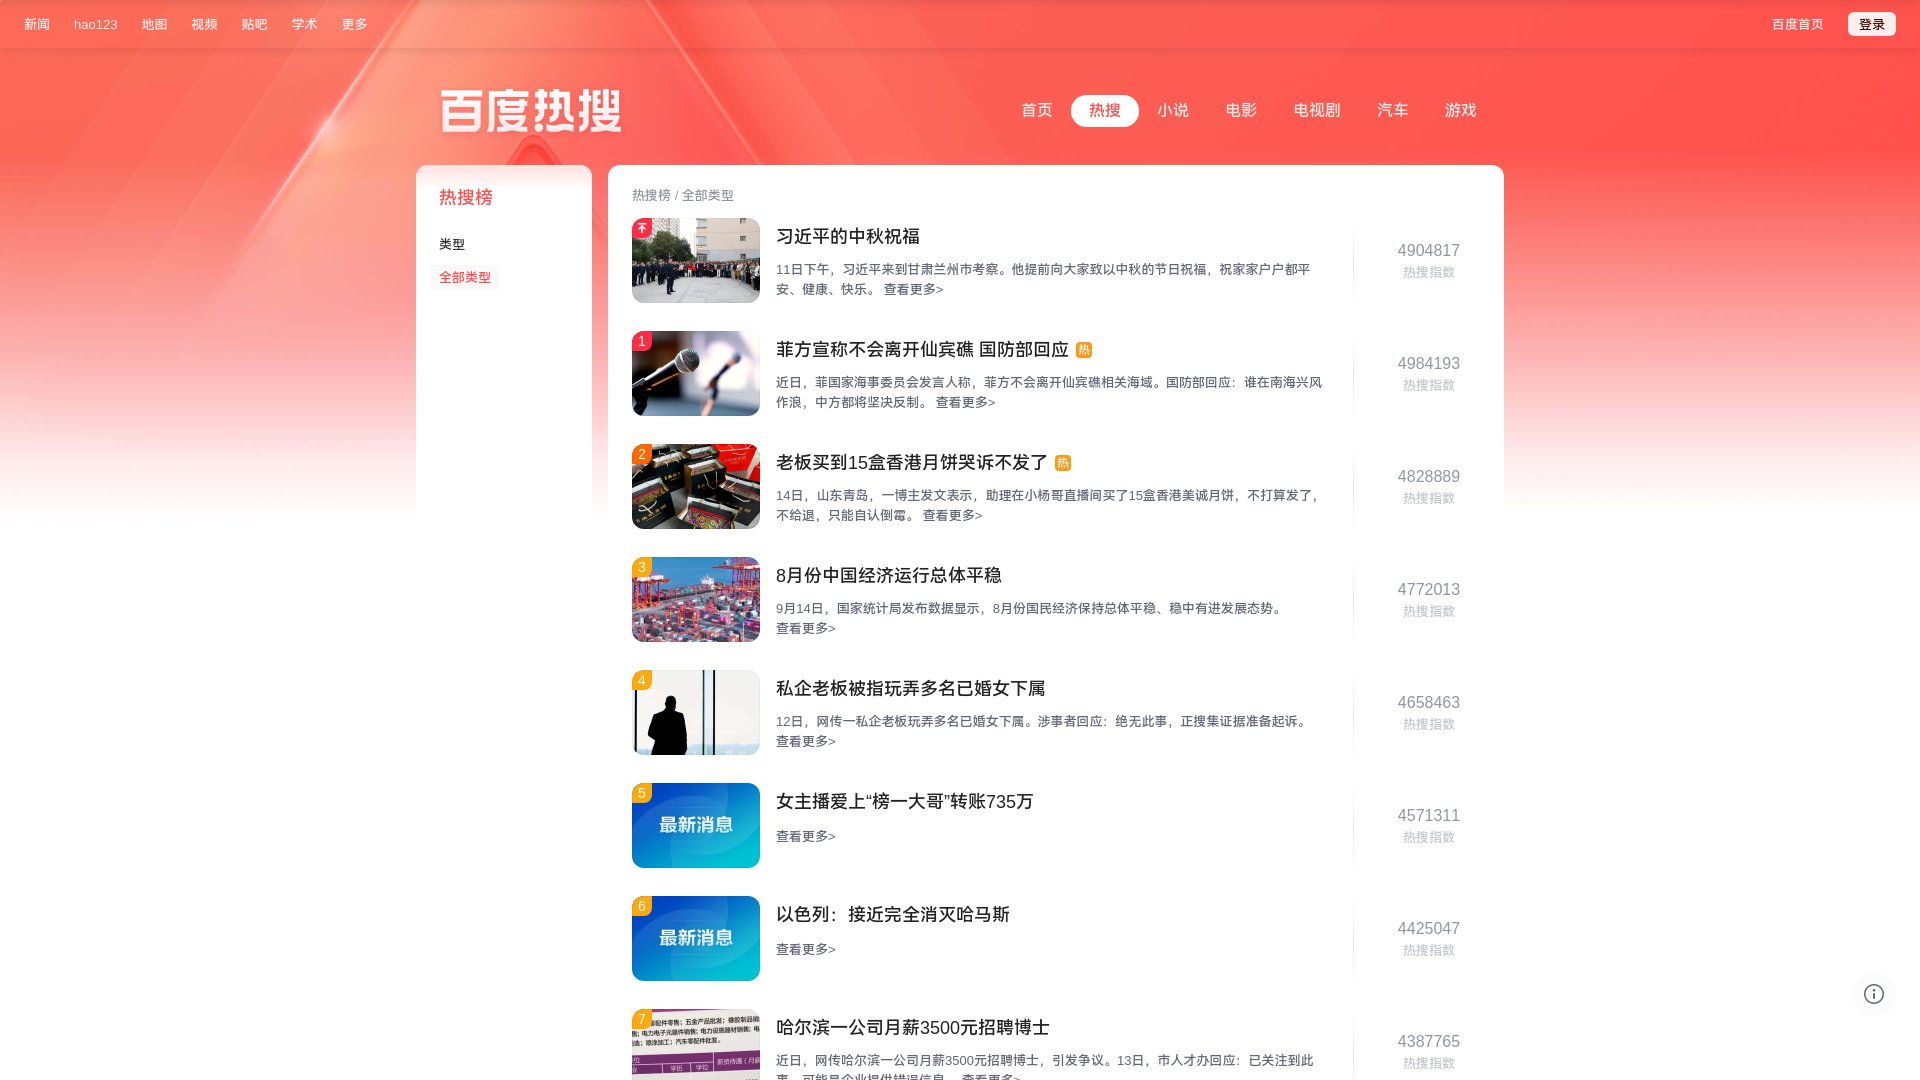 新闻 hao123 地图 视频 贴吧 学术 更多 百度首页 登录
百度热搜
首页 热搜 小说 电影 电视剧 汽车 游戏
热搜榜
类型
全部类型
热搜榜 / 全部类型
习近平的中秋祝福
11日下午，习近平来到甘肃兰州市考察。他提前向大家致以中秋的节日祝福，祝家家户户都平
安、健康、快乐。 查看更多>
4904817
热搜指数
1
菲方宣称不会离开仙宾礁 国防部回应 热
近日，菲国家海事委员会发言人称，菲方不会离开仙宾礁相关海域。国防部回应：谁在南海兴风
作浪，中方都将坚决反制。 查看更多>
4984193
热搜指数
2
老板买到15盒香港月饼哭诉不发了 热
14日，山东青岛，一博主发文表示，助理在小杨哥直播间买了15盒香港美诚月饼，不打算发了，
不给退，只能自认倒霉。 查看更多>
4828889
热搜指数
3
8月份中国经济运行总体平稳
9月14日，国家统计局发布数据显示，8月份国民经济保持总体平稳、稳中有进发展态势。
查看更多>
4772013
热搜指数
4
私企老板被指玩弄多名已婚女下属
12日，网传一私企老板玩弄多名已婚女下属。涉事者回应：绝无此事，正搜集证据准备起诉。
查看更多>
4658463
热搜指数
5
最新消息
女主播爱上“榜一大哥”转账735万
查看更多>
4571311
热搜指数
6
最新消息
以色列：接近完全消灭哈马斯
查看更多>
4425047
热搜指数
7
哈尔滨一公司月薪3500元招聘博士
近日，网传哈尔滨一公司月薪3500元招聘博士，引发争议。13日，市人才办回应：已关注到此
事，可能是企业提供错误信息。 查看更多>
4387765
热搜指数